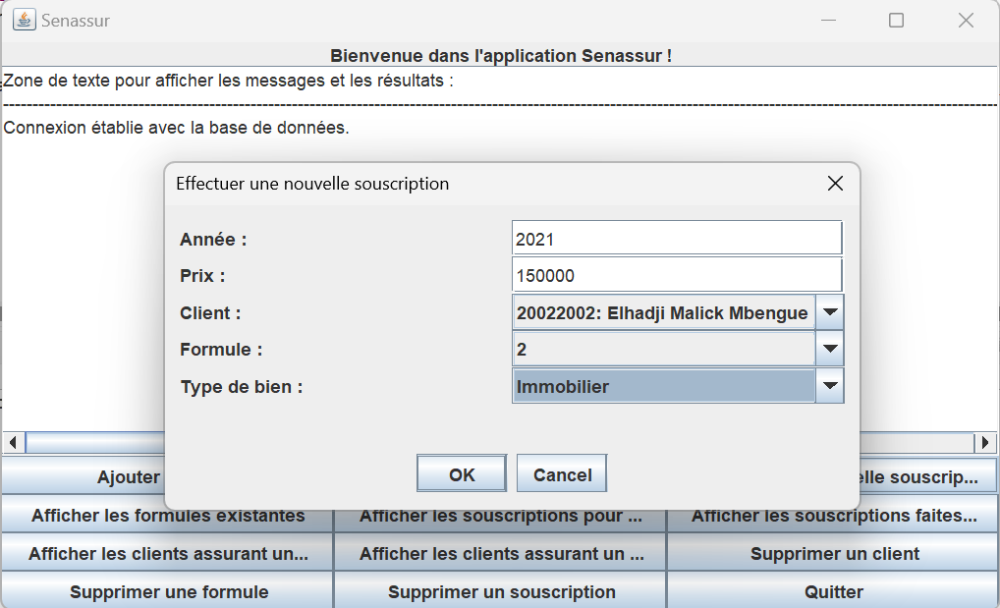 Senassur
Bienvenue dans l'application Senassur !
Zone de texte pour afficher les messages et les résultats :
Connexion établie avec la base de données.
Effectuer une nouvelle souscription
Année : 2021
Prix : 150000
Client : 20022002: Elhadji Malick Mbengue
Formule : 2
Type de bien : Immobilier
OK Cancel
Ajouter elle souscrip...
Afficher les formules existantes Afficher les souscriptions pour ... Afficher les souscriptions faites...
Afficher les clients assurant un... Afficher les clients assurant un ... Supprimer un client
Supprimer une formule Supprimer un souscription Quitter